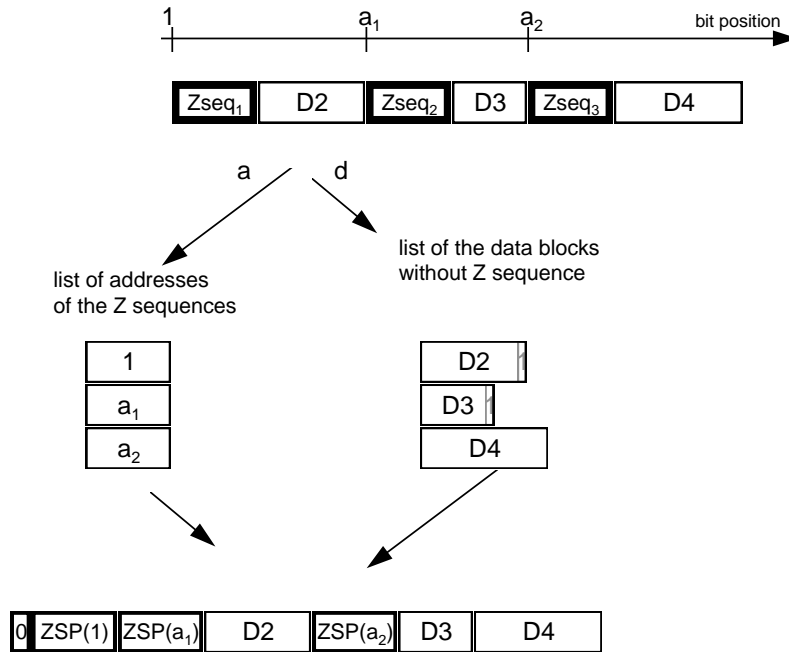 1 a₁ a₂ bit position
Zseq₁ D2 Zseq₂ D3 Zseq₃ D4
a d
list of the data blocks
without Z sequence
list of addresses
of the Z sequences
1 D2 1
a₁ D3 1
a₂ D4
0 ZSP(1) ZSP(a₁) D2 ZSP(a₂) D3 D4